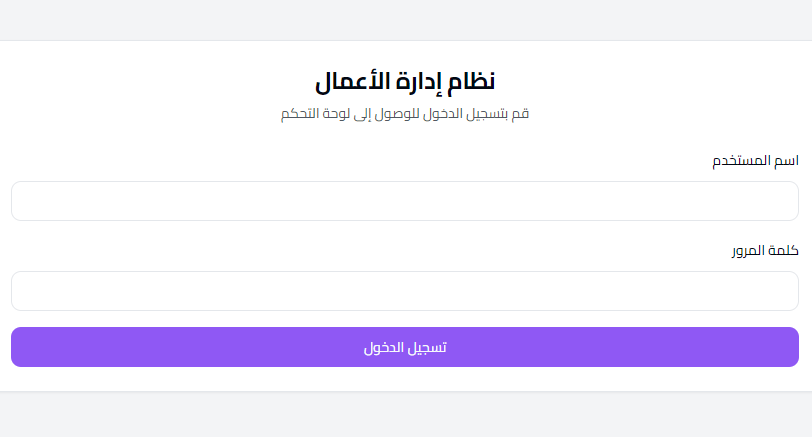 نظام إدارة الأعمال
قم بتسجيل الدخول للوصول إلى لوحة التحكم
اسم المستخدم
كلمة المرور
تسجيل الدخول